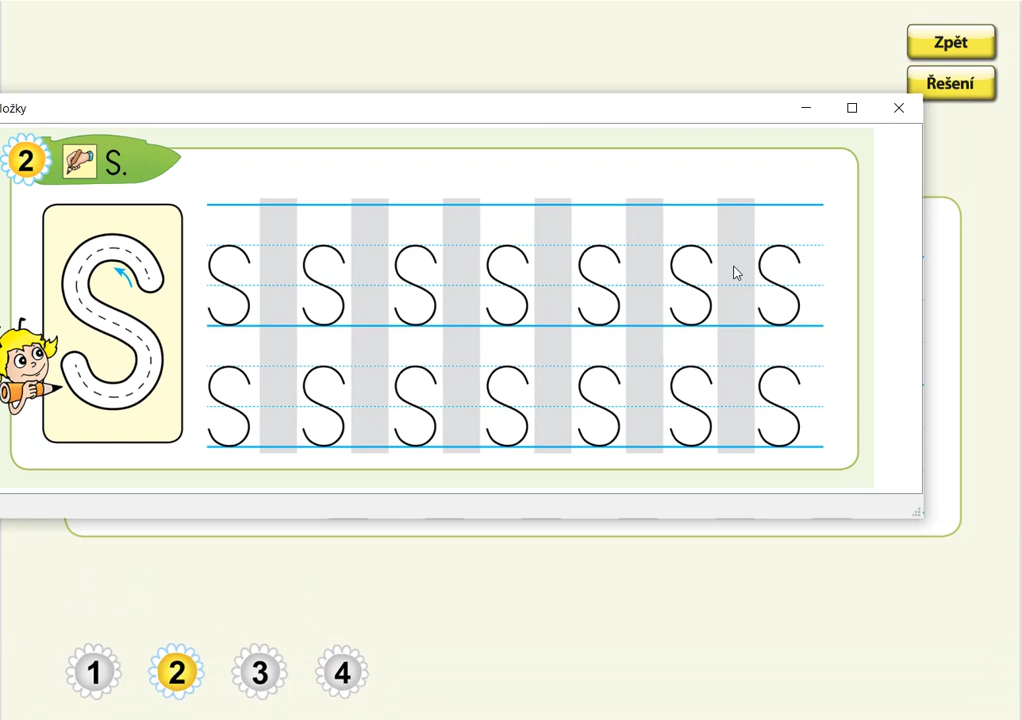 Zpět
Řešení
ložky
2 S.
S
S S S S S S S
S S S S S S S
1 2 3 4